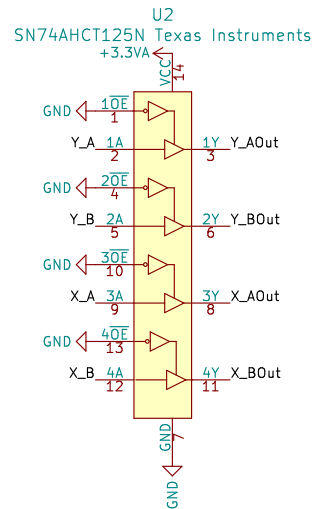 U2
SN74AHCT125N Texas Instruments
+3.3VA
VCC
14
GND 1OE
1
Y_A 1A 1Y Y_AOut
2 3
GND 2OE
4
Y_B 2A 2Y Y_BOut
5 6
GND 3OE
10
X_A 3A 3Y X_AOut
9 8
GND 4OE
13
X_B 4A 4Y X_BOut
12 11
GND
7
GND